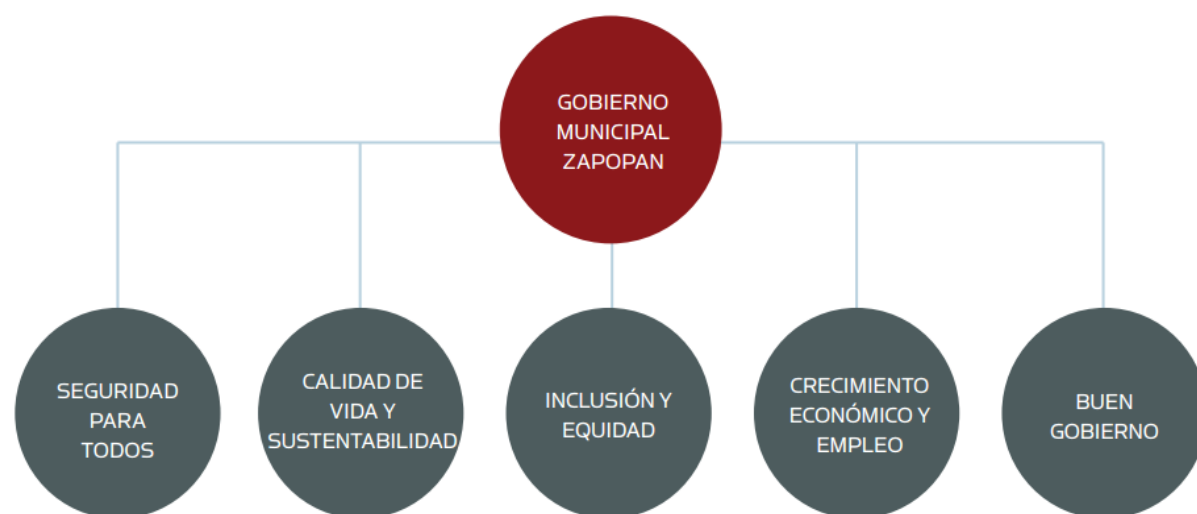 GOBIERNO
MUNICIPAL
ZAPOPAN
SEGURIDAD
PARA
TODOS
CALIDAD DE
VIDA Y
SUSTENTABILIDAD
INCLUSIÓN Y
EQUIDAD
CRECIMIENTO
ECONÓMICO Y
EMPLEO
BUEN
GOBIERNO